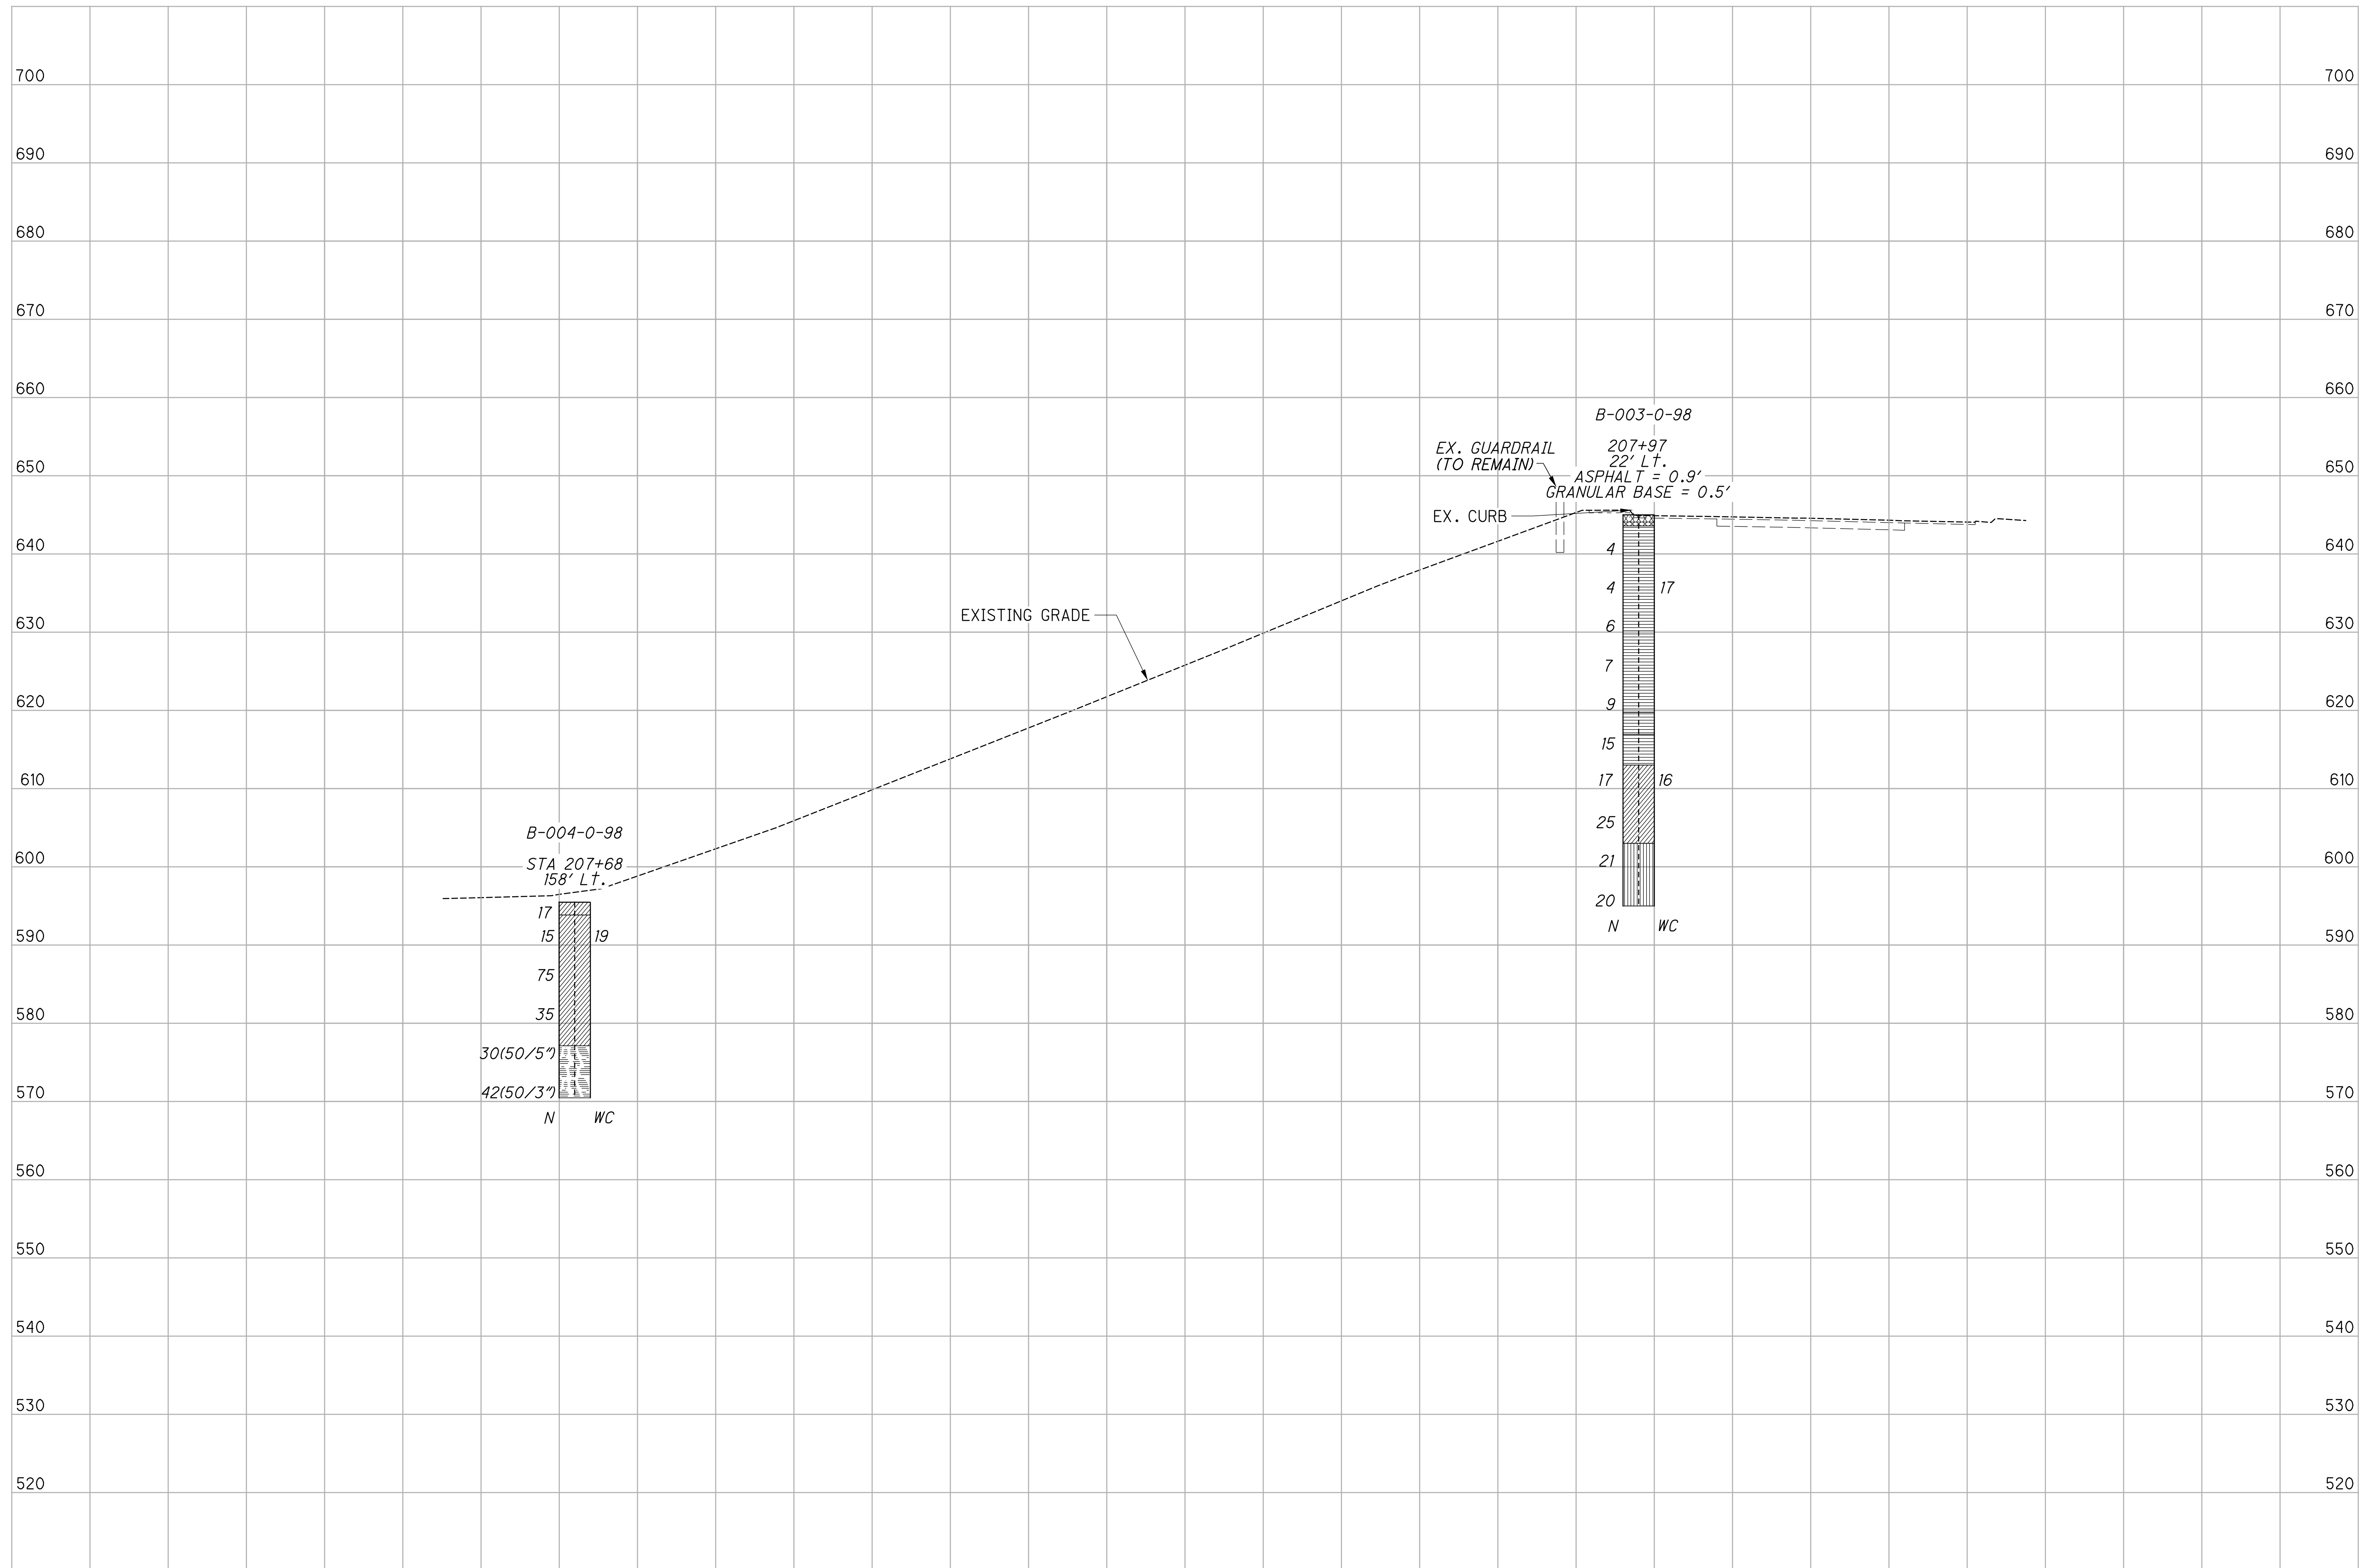 700 700
690 690
680 680
670 670
660 660
B-003-0-98
EX. GUARDRAIL
(TO REMAIN)
207+97
22' Lt.
ASPHALT = 0.9'
GRANULAR BASE = 0.5'
650 650
EX. CURB
640 640
4
4 17
EXISTING GRADE
630 630
6
7
9
620 620
15
610 610
17 16
25
B-004-0-98
STA 207+68
158' Lt.
600 600
21
20
N WC
17
15 19
590 590
75
35
580 580
30(50/5")
42(50/3")
570 570
N WC
560 560
550 550
540 540
530 530
520 520